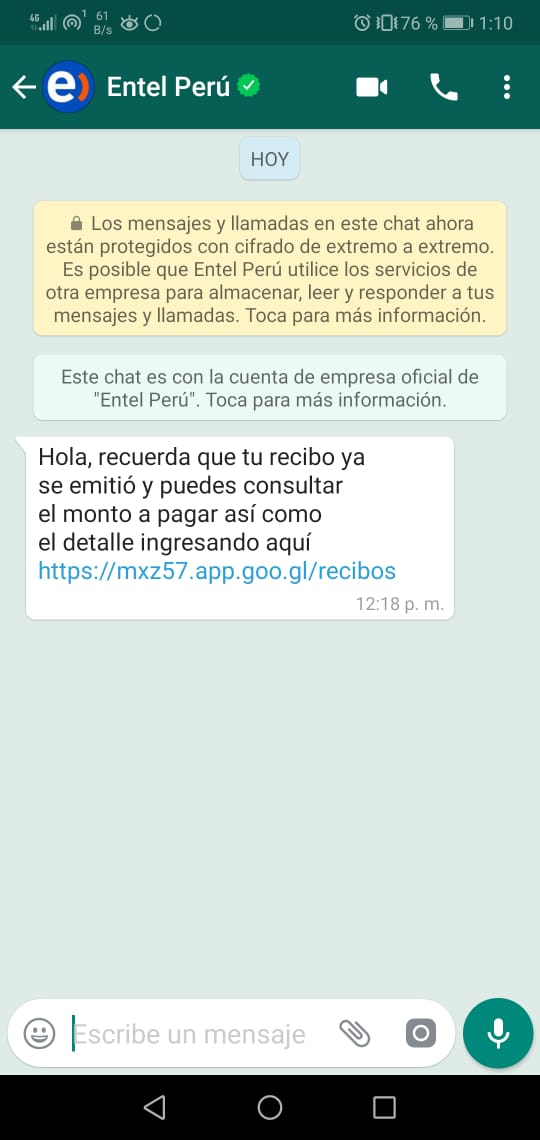 4G 1 61 B/s 76 % 1:10
e) Entel Perú
HOY
Los mensajes y llamadas en este chat ahora
están protegidos con cifrado de extremo a extremo.
Es posible que Entel Perú utilice los servicios de
otra empresa para almacenar, leer y responder a tus
mensajes y llamadas. Toca para más información.
Este chat es con la cuenta de empresa oficial de
"Entel Perú". Toca para más información.
Hola, recuerda que tu recibo ya
se emitió y puedes consultar
el monto a pagar así como
el detalle ingresando aquí
https://mxz57.app.goo.gl/recibos
12:18 p. m.
Escribe un mensaje